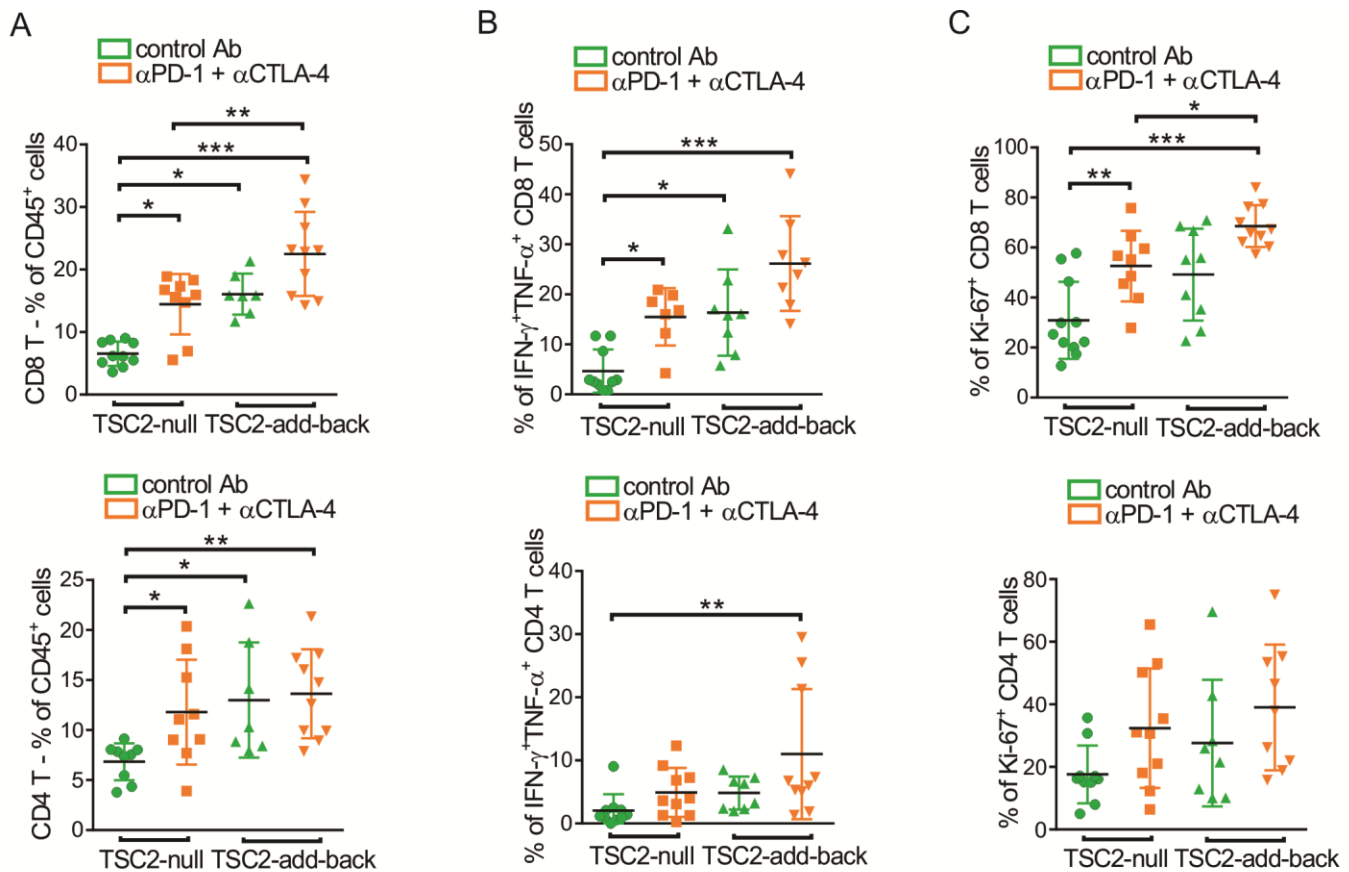 A
control Ab
αPD-1 + αCTLA-4
CD8 T - % of CD45⁺ cells
40
30
20
10
0
**
***
*
*
TSC2-null TSC2-add-back
B
control Ab
αPD-1 + αCTLA-4
% of IFN-γ⁺TNF-α⁺ CD8 T cells
50
40
30
20
10
0
***
*
*
TSC2-null TSC2-add-back
C
control Ab
αPD-1 + αCTLA-4
% of Ki-67⁺ CD8 T cells
100
80
60
40
20
0
*
***
**
TSC2-null TSC2-add-back
control Ab
αPD-1 + αCTLA-4
CD4 T - % of CD45⁺ cells
25
20
15
10
5
0
**
*
*
TSC2-null TSC2-add-back
control Ab
αPD-1 + αCTLA-4
% of IFN-γ⁺TNF-α⁺ CD4 T cells
40
30
20
10
0
**
TSC2-null TSC2-add-back
control Ab
αPD-1 + αCTLA-4
% of Ki-67⁺ CD4 T cells
80
60
40
20
0
TSC2-null TSC2-add-back